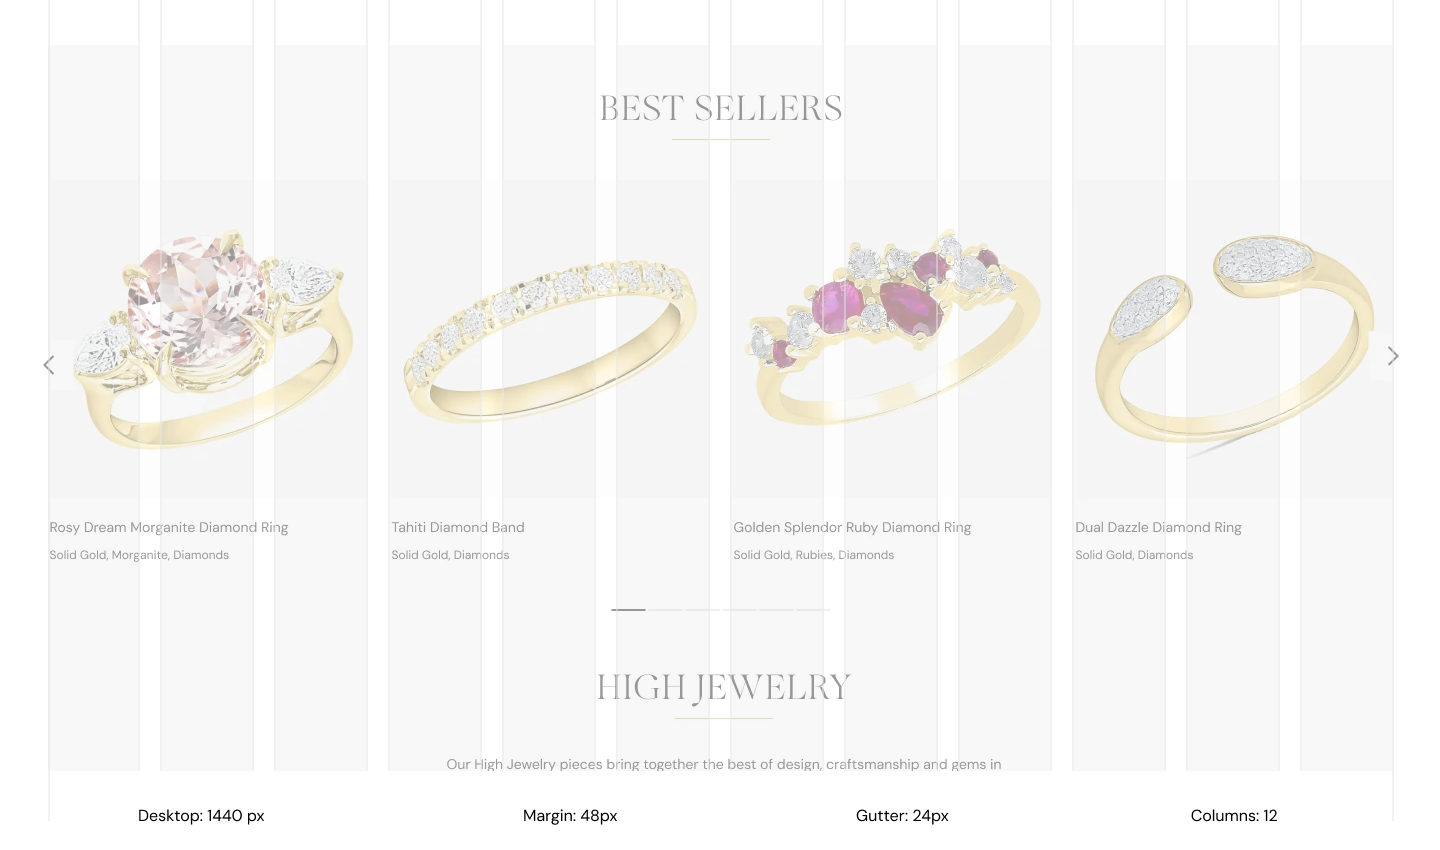 BEST SELLERS
Rosy Dream Morganite Diamond Ring
Solid Gold, Morganite, Diamonds
Tahiti Diamond Band
Solid Gold, Diamonds
Golden Splendor Ruby Diamond Ring
Solid Gold, Rubies, Diamonds
Dual Dazzle Diamond Ring
Solid Gold, Diamonds
HIGH JEWELRY
Our High Jewelry pieces bring together the best of design, craftsmanship and gems in
Desktop: 1440 px
Margin: 48px
Gutter: 24px
Columns: 12